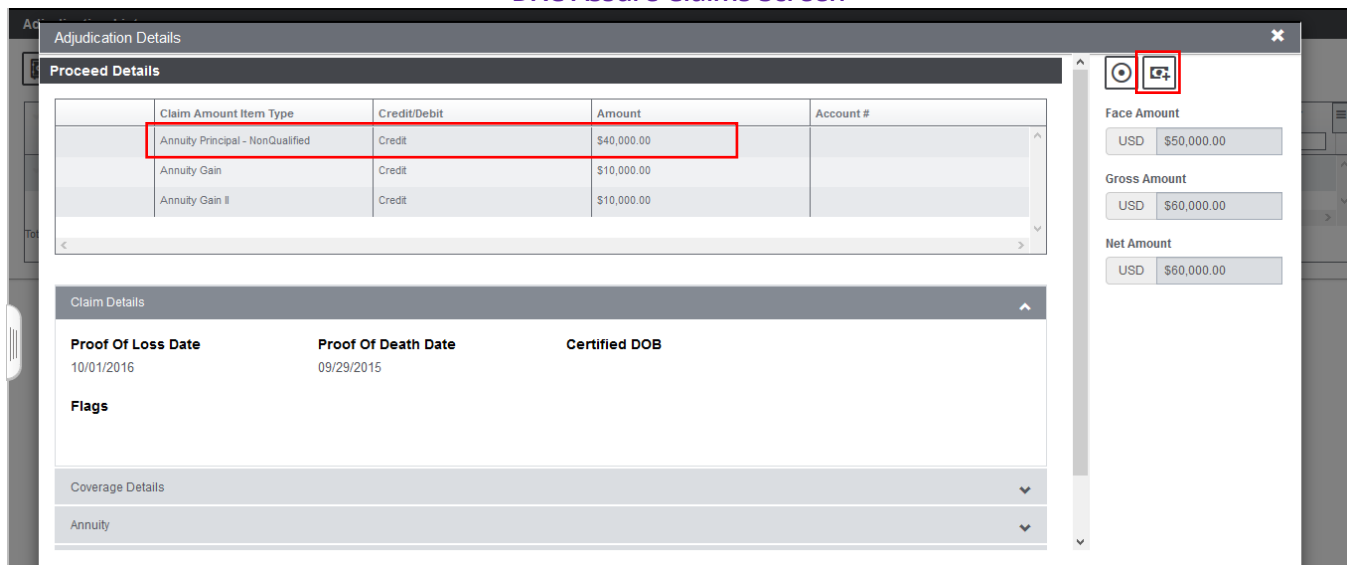 Adjudication Details
Proceed Details
Claim Amount Item Type Credit/Debit Amount Account #
Annuity Principal - NonQualified Credit $40,000.00
Annuity Gain Credit $10,000.00
Annuity Gain II Credit $10,000.00
Face Amount
USD $50,000.00
Gross Amount
USD $60,000.00
Net Amount
USD $60,000.00
Claim Details
Proof Of Loss Date Proof Of Death Date Certified DOB
10/01/2016 09/29/2015
Flags
Coverage Details
Annuity